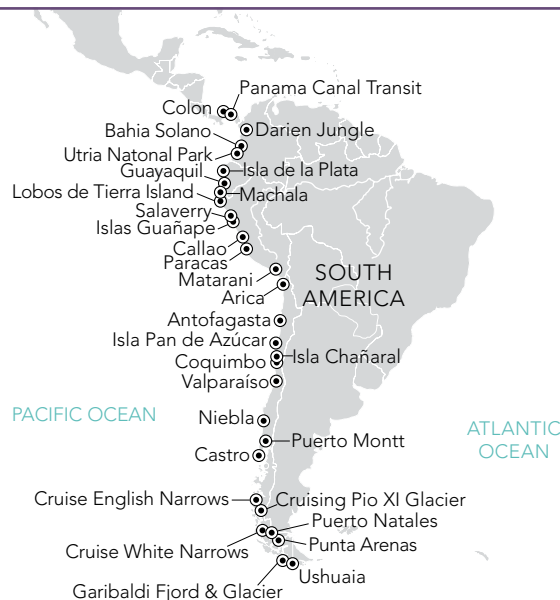 Panama Canal Transit
Colon
Darien Jungle
Bahia Solano
Utria Natonal Park
Isla de la Plata
Guayaquil
Machala
Lobos de Tierra Island
Salaverry
Islas Guañape
Callao
Paracas
Matarani
Arica
SOUTH
AMERICA
Antofagasta
Isla Pan de Azúcar
Isla Chañaral
Coquimbo
Valparaíso
PACIFIC OCEAN
Niebla
ATLANTIC
OCEAN
Puerto Montt
Castro
Cruise English Narrows
Cruising Pio XI Glacier
Puerto Natales
Cruise White Narrows
Punta Arenas
Ushuaia
Garibaldi Fjord & Glacier